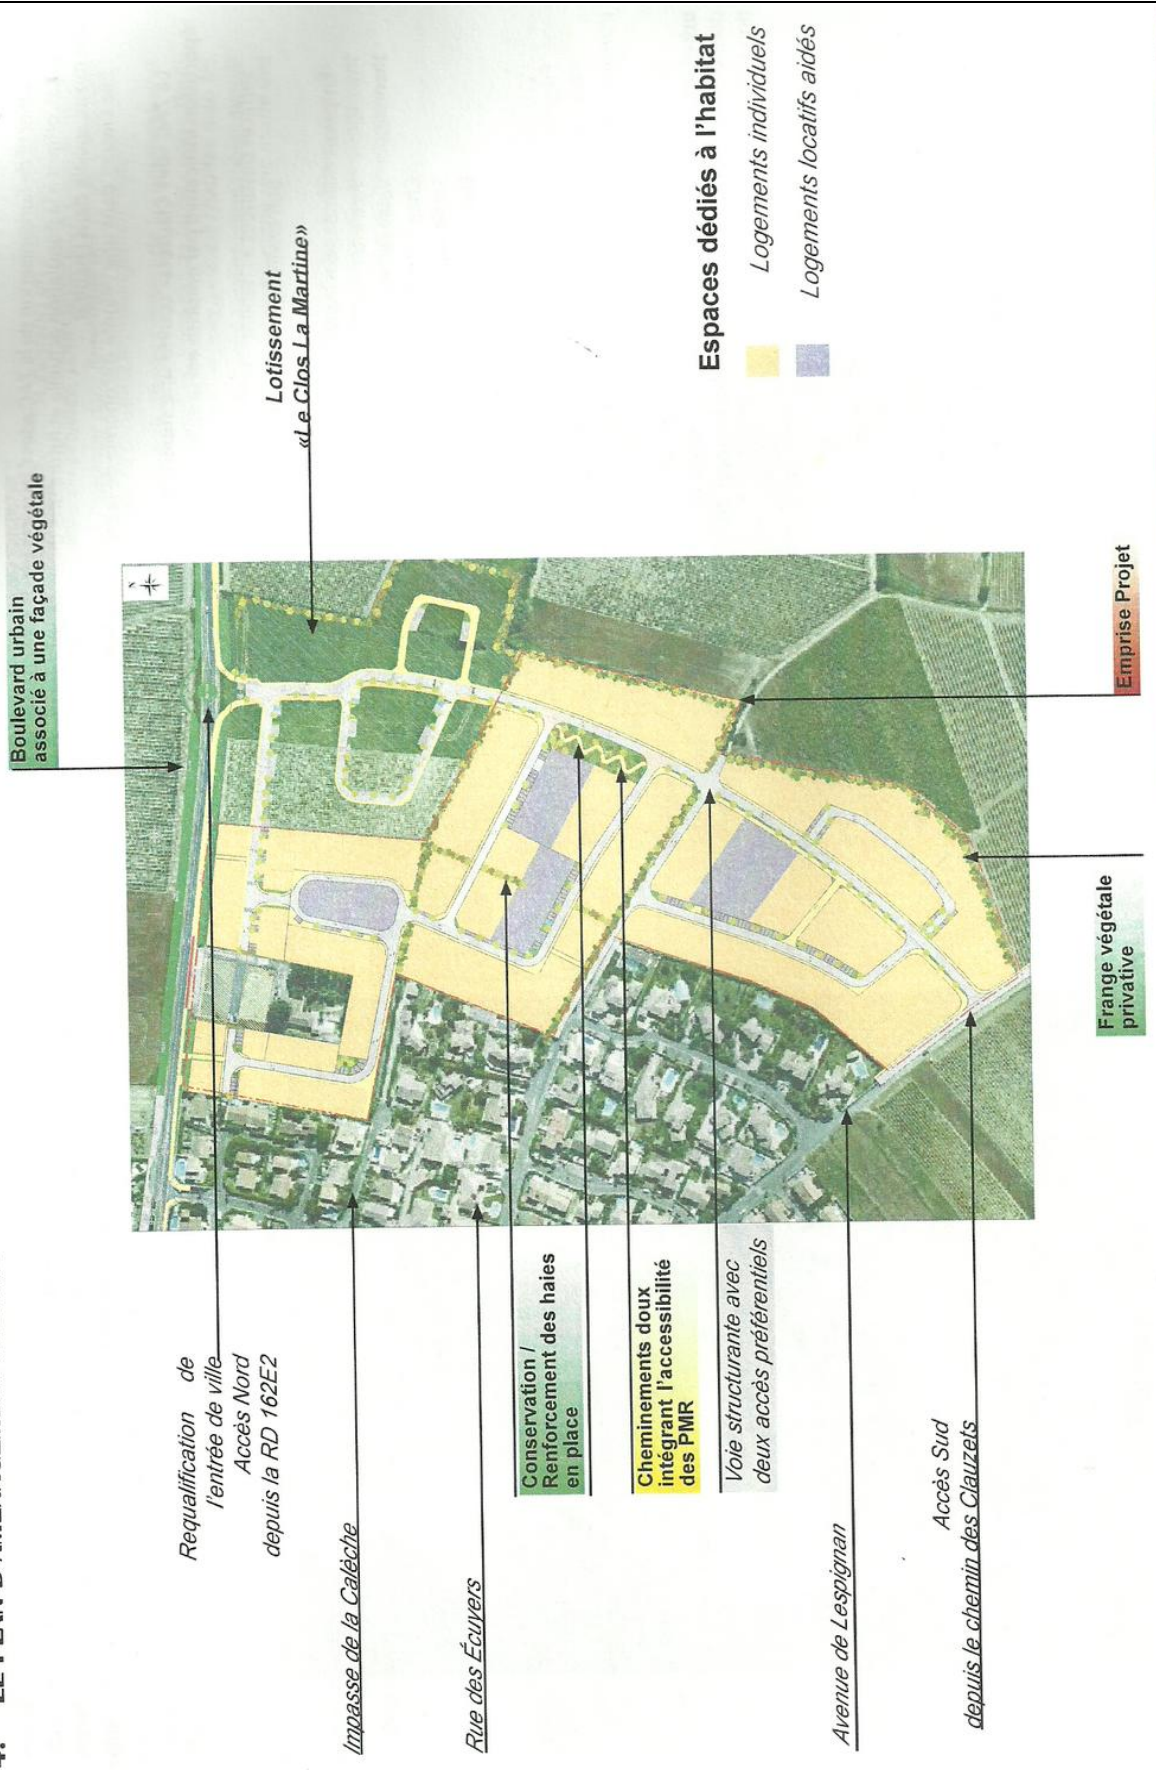 4.
Boulevard urbain
associé à une façade végétale
Lotissement
«Le Clos La Martine»
Espaces dédiés à l'habitat
Logements individuels
Logements locatifs aidés
N
Requalification de
l'entrée de ville
Accès Nord
depuis la RD 162E2
Impasse de la Calèche
Rue des Écuyers
Conservation /
Renforcement des haies
en place
Cheminements doux
intégrant l'accessibilité
des PMR
Voie structurante avec
deux accès préférentiels
Avenue de Lespignan
Accès Sud
depuis le chemin des Clauzets
Frange végétale
privative
Emprise Projet